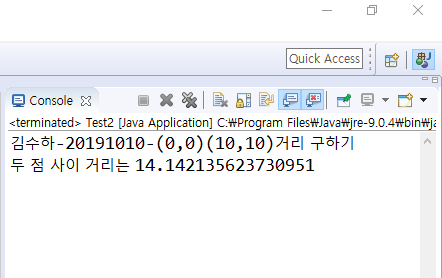 Quick Access
Console
<terminated> Test2 [Java Application] C:₩Program Files₩Java₩jre-9.0.4₩bin₩ja
김수하-20191010-(0,0)(10,10)거리 구하기
두 점 사이 거리는 14.142135623730951